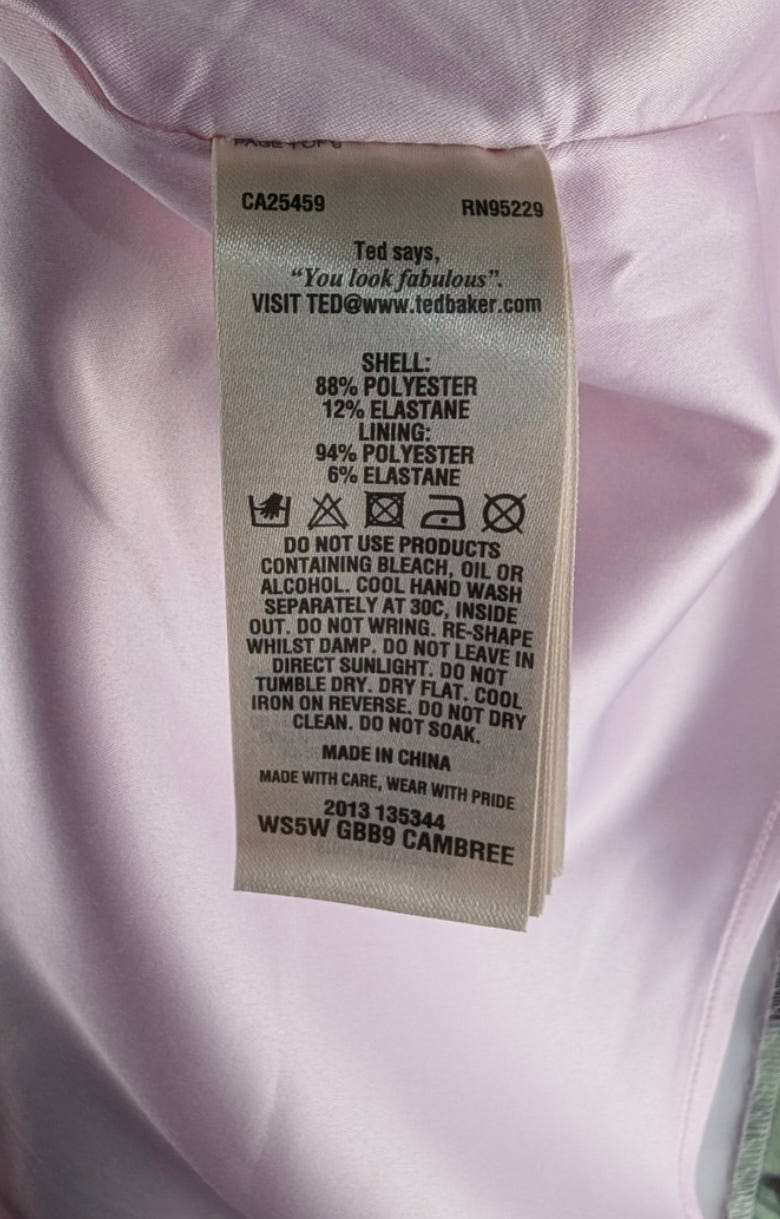 PAGE 1 OF 8
CA25459 RN95229
Ted says,
“You look fabulous”.
VISIT TED@www.tedbaker.com
SHELL:
88% POLYESTER
12% ELASTANE
LINING:
94% POLYESTER
6% ELASTANE
DO NOT USE PRODUCTS
CONTAINING BLEACH, OIL OR
ALCOHOL. COOL HAND WASH
SEPARATELY AT 30C, INSIDE
OUT. DO NOT WRING. RE-SHAPE
WHILST DAMP. DO NOT LEAVE IN
DIRECT SUNLIGHT. DO NOT
TUMBLE DRY. DRY FLAT. COOL
IRON ON REVERSE. DO NOT DRY
CLEAN. DO NOT SOAK.
MADE IN CHINA
MADE WITH CARE, WEAR WITH PRIDE
2013 135344
WS5W GBB9 CAMBREE